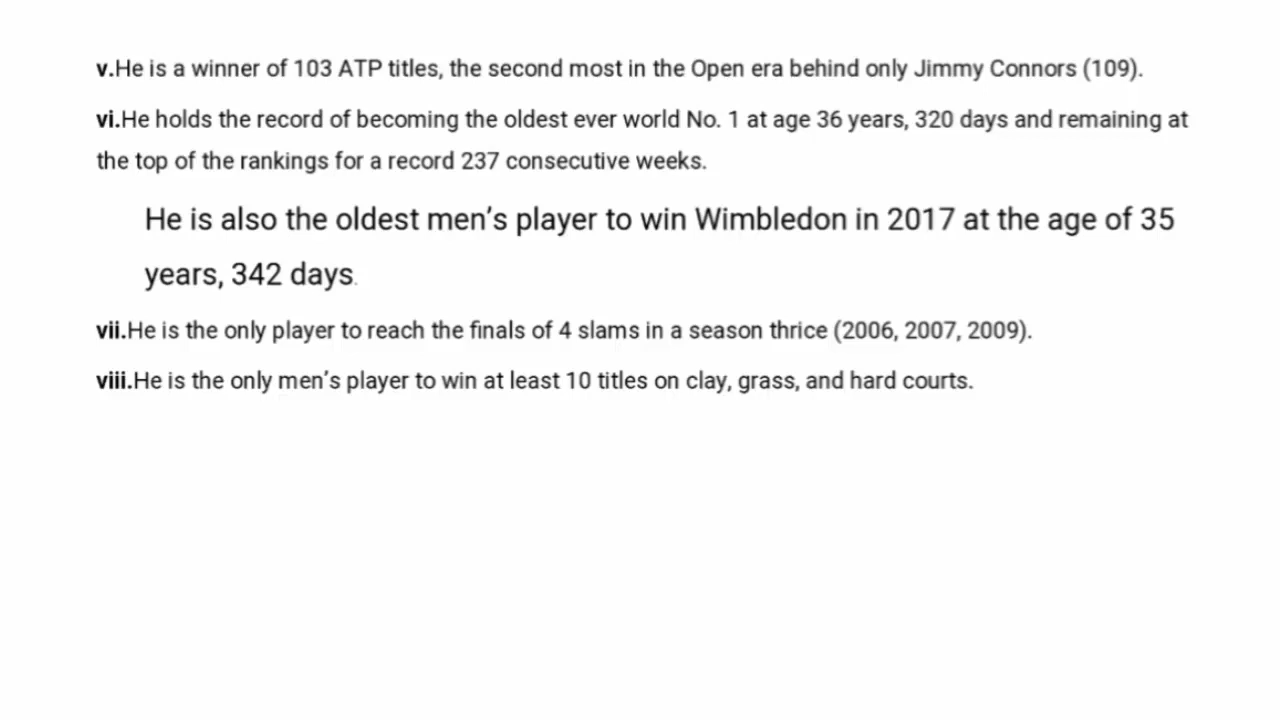 v.He is a winner of 103 ATP titles, the second most in the Open era behind only Jimmy Connors (109).
vi.He holds the record of becoming the oldest ever world No. 1 at age 36 years, 320 days and remaining at
the top of the rankings for a record 237 consecutive weeks.
He is also the oldest men’s player to win Wimbledon in 2017 at the age of 35
years, 342 days.
vii.He is the only player to reach the finals of 4 slams in a season thrice (2006, 2007, 2009).
viii.He is the only men’s player to win at least 10 titles on clay, grass, and hard courts.